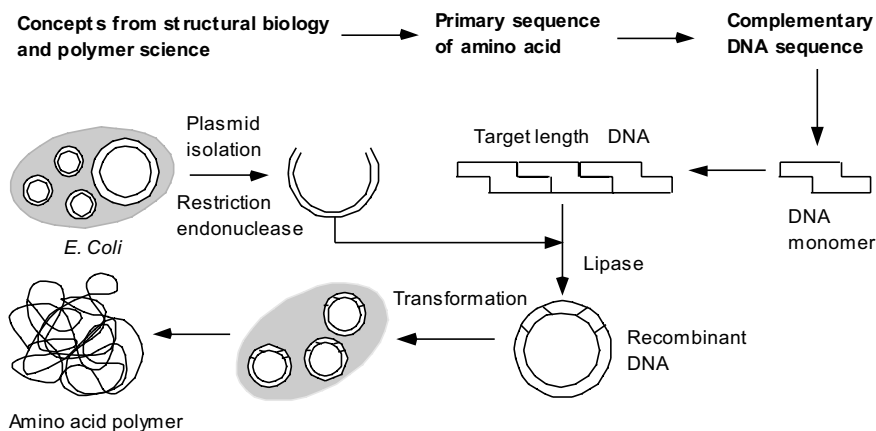 Concepts from structural biology
and polymer science
Primary sequence
of amino acid
Complementary
DNA sequence
Plasmid
isolation
Restriction
endonuclease
E. Coli
Target length DNA
DNA
monomer
Lipase
Transformation
Recombinant
DNA
Amino acid polymer